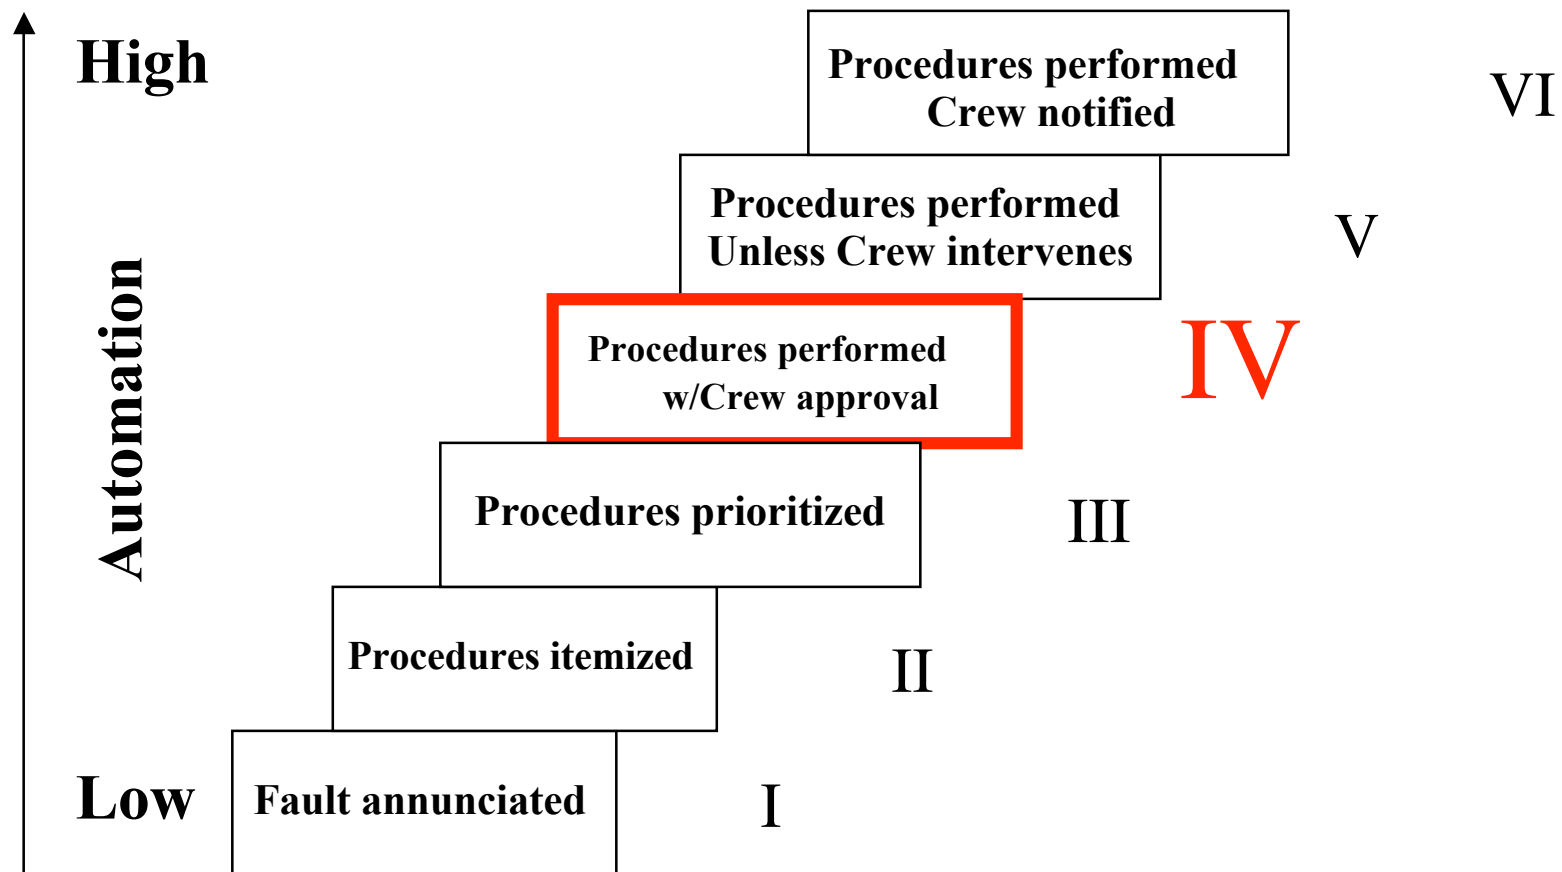 High
Procedures performed
Crew notified
VI
Procedures performed
Unless Crew intervenes
V
Automation
Procedures performed
w/Crew approval
IV
Procedures prioritized
III
Procedures itemized
II
Low
Fault annunciated
I